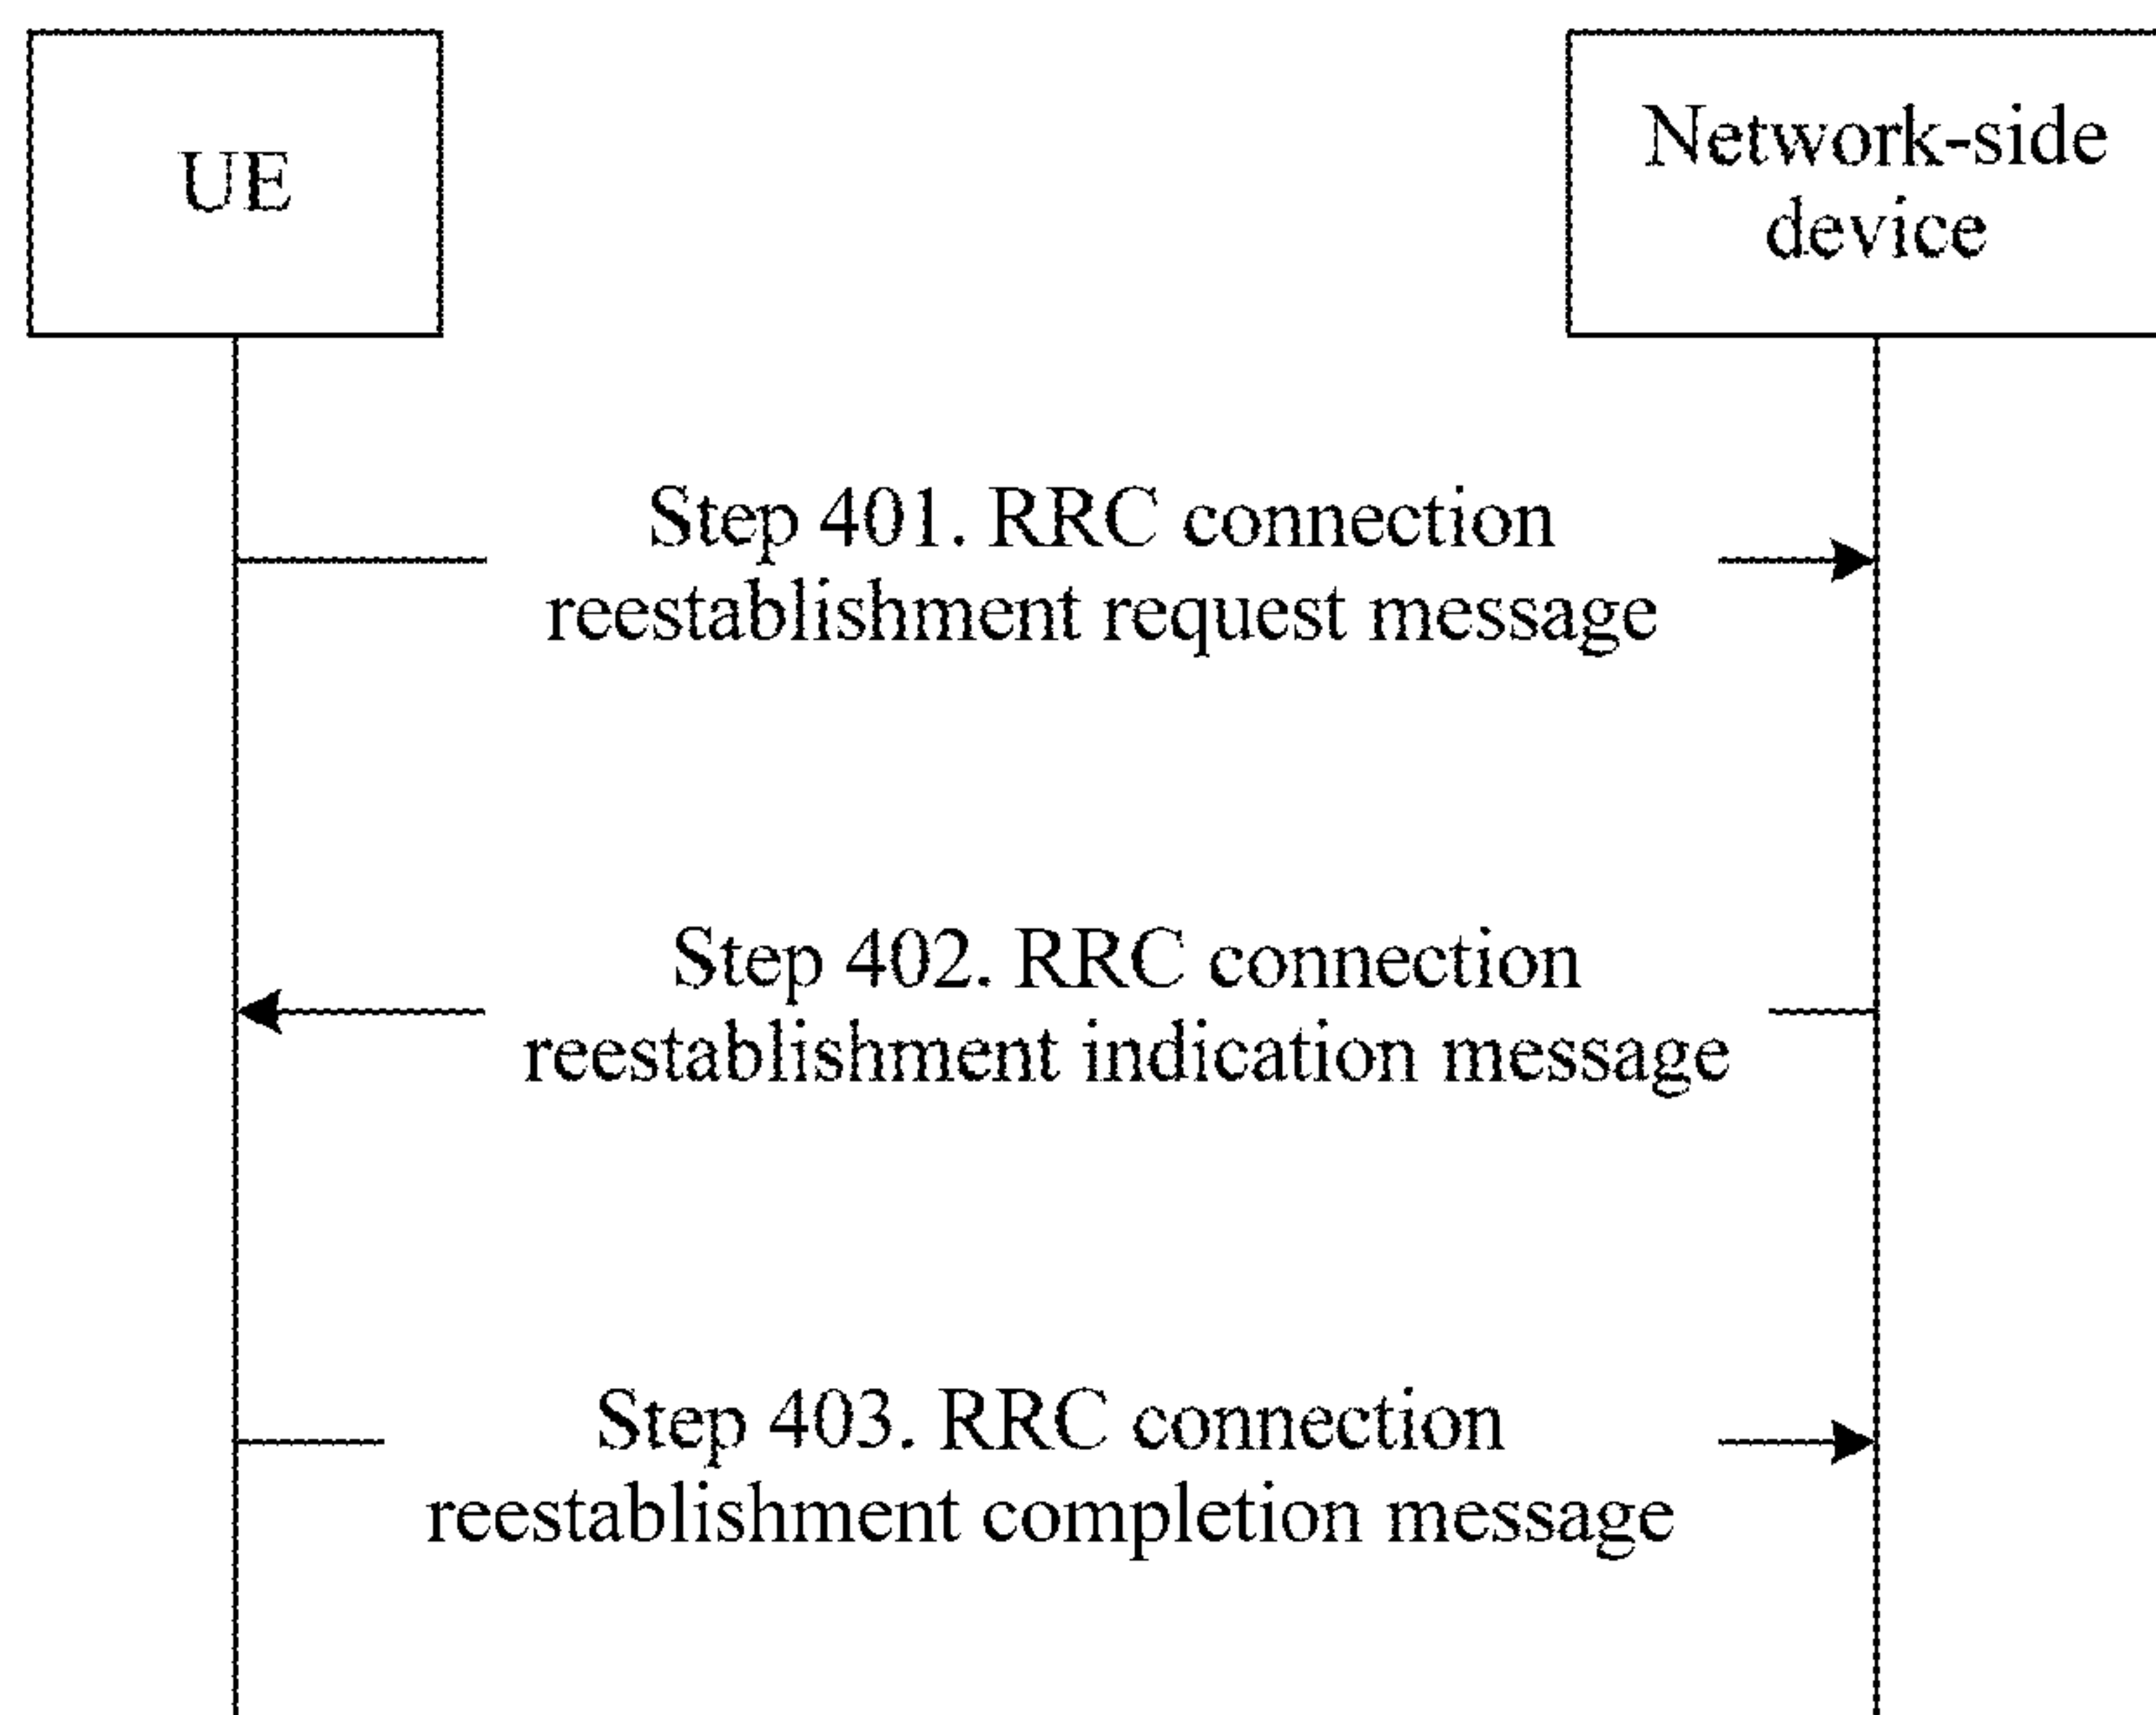 UE
Network-side
device
Step 401. RRC connection
reestablishment request message
Step 402. RRC connection
reestablishment indication message
Step 403. RRC connection
reestablishment completion message